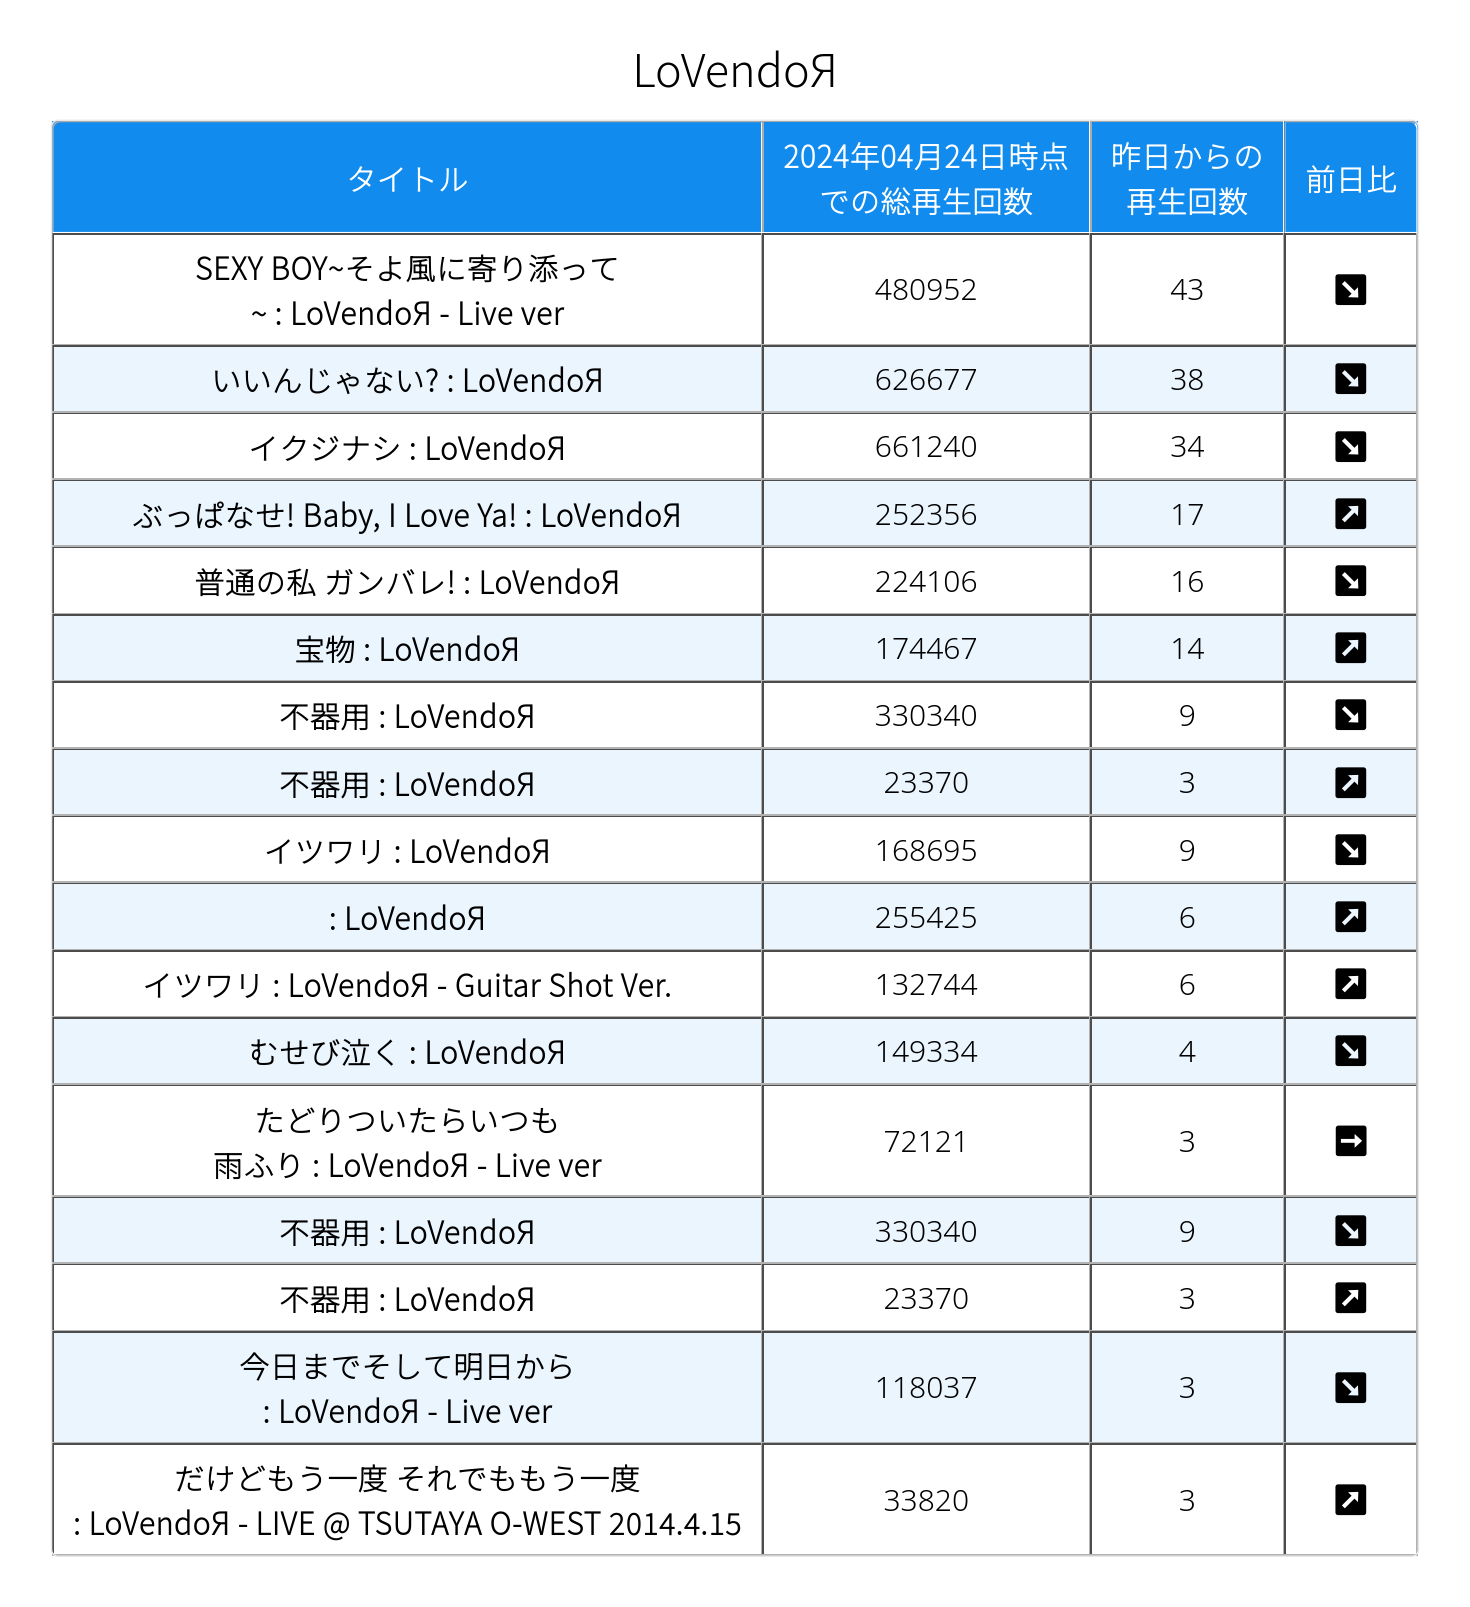 LoVendoЯ
タイトル
2024年04月24日時点
での総再生回数
昨日からの
再生回数
前日比
SEXY BOY~そよ風に寄り添って
~ : LoVendoЯ - Live ver
480952
43
いいんじゃない? : LoVendoЯ
626677
38
イクジナシ : LoVendoЯ
661240
34
ぶっぱなせ! Baby, I Love Ya! : LoVendoЯ
252356
17
普通の私 ガンバレ! : LoVendoЯ
224106
16
宝物 : LoVendoЯ
174467
14
不器用 : LoVendoЯ
330340
9
不器用 : LoVendoЯ
23370
3
イツワリ : LoVendoЯ
168695
9
: LoVendoЯ
255425
6
イツワリ : LoVendoЯ - Guitar Shot Ver.
132744
6
むせび泣く : LoVendoЯ
149334
4
たどりついたらいつも
雨ふり : LoVendoЯ - Live ver
72121
3
不器用 : LoVendoЯ
330340
9
不器用 : LoVendoЯ
23370
3
今日までそして明日から
: LoVendoЯ - Live ver
118037
3
だけどもう一度 それでももう一度
: LoVendoЯ - LIVE @ TSUTAYA O-WEST 2014.4.15
33820
3